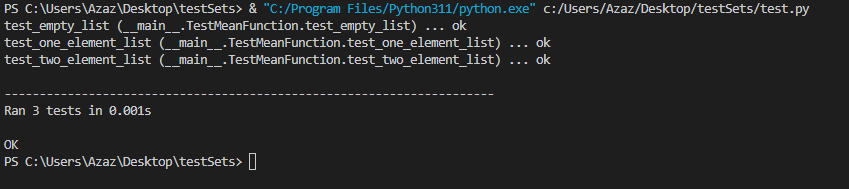 PS C:\Users\Azaz\Desktop\testSets> & "C:/Program Files/Python311/python.exe" c:/Users/Azaz/Desktop/testSets/test.py
test_empty_list (__main__.TestMeanFunction.test_empty_list) ... ok
test_one_element_list (__main__.TestMeanFunction.test_one_element_list) ... ok
test_two_element_list (__main__.TestMeanFunction.test_two_element_list) ... ok
----------------------------------------------------------------------
Ran 3 tests in 0.001s
OK
PS C:\Users\Azaz\Desktop\testSets>